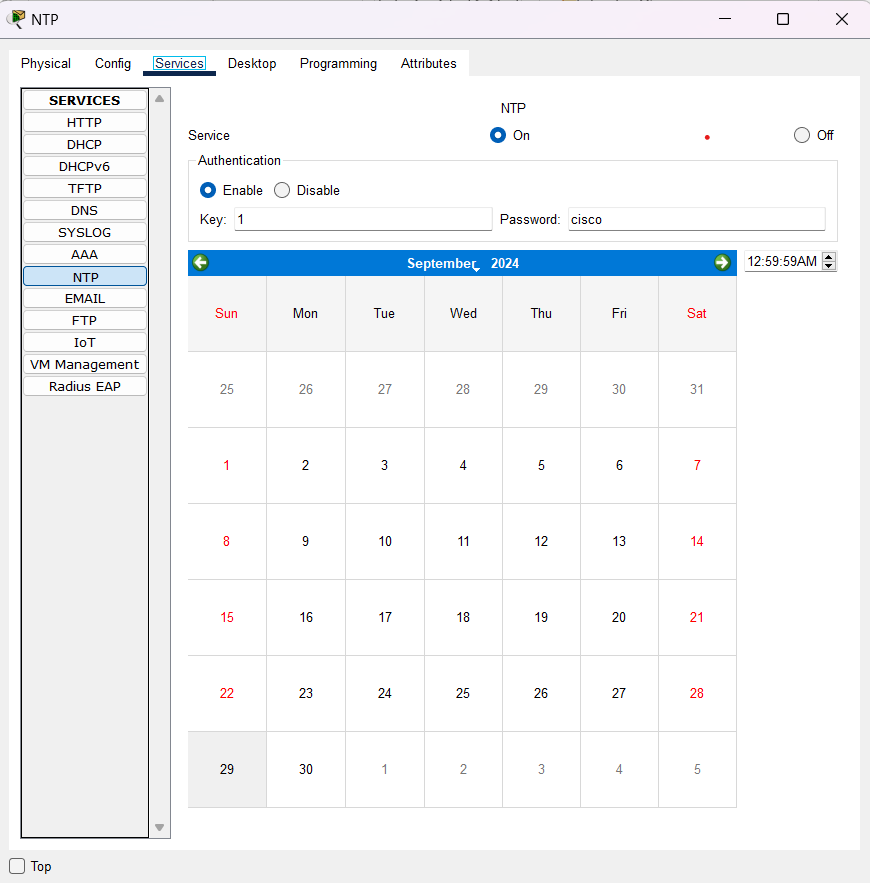 NTP
Physical Config Services Desktop Programming Attributes
SERVICES
HTTP
DHCP
DHCPv6
TFTP
DNS
SYSLOG
AAA
NTP
EMAIL
FTP
IoT
VM Management
Radius EAP
NTP
Service On Off
Authentication
Enable Disable
Key: 1 Password: cisco
September, 2024
12:59:59AM
Sun Mon Tue Wed Thu Fri Sat
25 26 27 28 29 30 31
1 2 3 4 5 6 7
8 9 10 11 12 13 14
15 16 17 18 19 20 21
22 23 24 25 26 27 28
29 30 1 2 3 4 5
Top